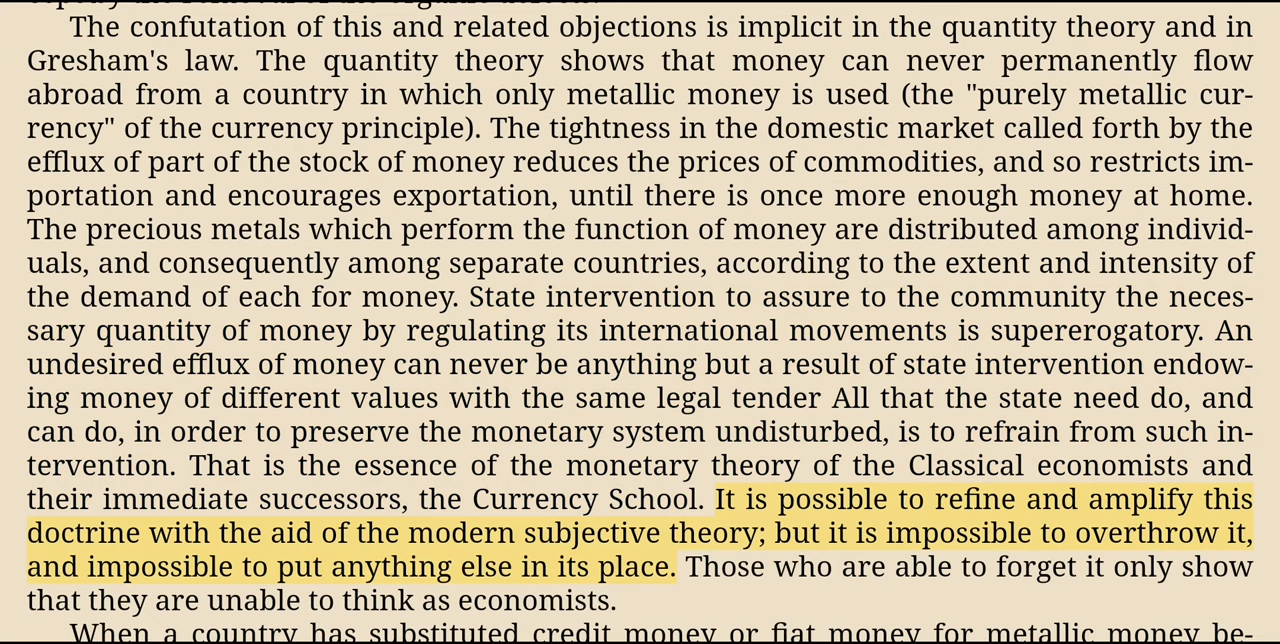 The confutation of this and related objections is implicit in the quantity theory and in
Gresham's law. The quantity theory shows that money can never permanently flow
abroad from a country in which only metallic money is used (the "purely metallic cur-
rency" of the currency principle). The tightness in the domestic market called forth by the
efflux of part of the stock of money reduces the prices of commodities, and so restricts im-
portation and encourages exportation, until there is once more enough money at home.
The precious metals which perform the function of money are distributed among individ-
uals, and consequently among separate countries, according to the extent and intensity of
the demand of each for money. State intervention to assure to the community the neces-
sary quantity of money by regulating its international movements is supererogatory. An
undesired efflux of money can never be anything but a result of state intervention endow-
ing money of different values with the same legal tender All that the state need do, and
can do, in order to preserve the monetary system undisturbed, is to refrain from such in-
tervention. That is the essence of the monetary theory of the Classical economists and
their immediate successors, the Currency School. It is possible to refine and amplify this
doctrine with the aid of the modern subjective theory; but it is impossible to overthrow it,
and impossible to put anything else in its place. Those who are able to forget it only show
that they are unable to think as economists.
When a country has substituted credit money or fiat money for metallic money be-